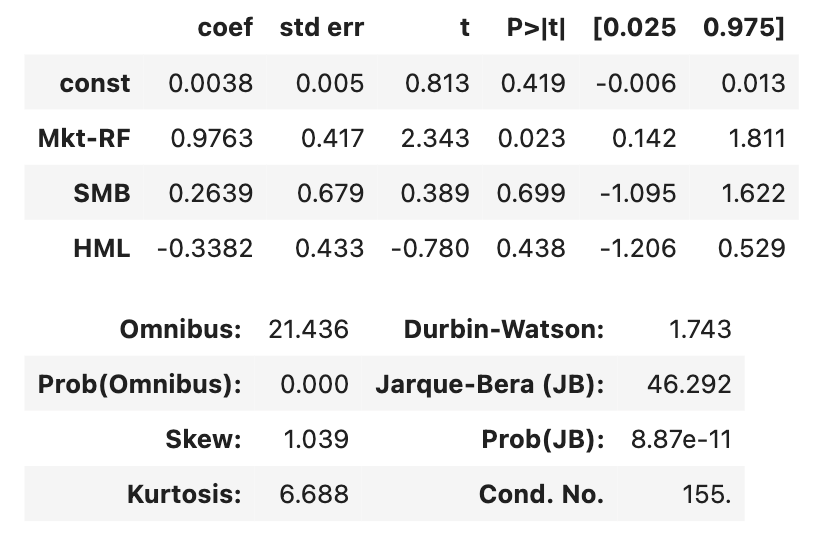 coef std err t P>|t| [0.025 0.975]
const 0.0038 0.005 0.813 0.419 -0.006 0.013
Mkt-RF 0.9763 0.417 2.343 0.023 0.142 1.811
SMB 0.2639 0.679 0.389 0.699 -1.095 1.622
HML -0.3382 0.433 -0.780 0.438 -1.206 0.529
Omnibus: 21.436 Durbin-Watson: 1.743
Prob(Omnibus): 0.000 Jarque-Bera (JB): 46.292
Skew: 1.039 Prob(JB): 8.87e-11
Kurtosis: 6.688 Cond. No. 155.